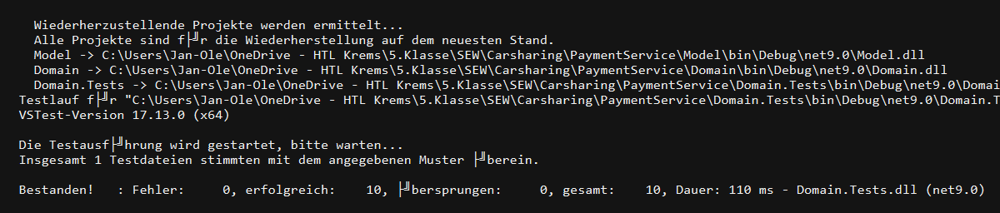 Wiederherzustellende Projekte werden ermittelt...
Alle Projekte sind f├╝r die Wiederherstellung auf dem neuesten Stand.
Model -> C:\Users\Jan-Ole\OneDrive - HTL Krems\5.Klasse\SEW\Carsharing\PaymentService\Model\bin\Debug\net9.0\Model.dll
Domain -> C:\Users\Jan-Ole\OneDrive - HTL Krems\5.Klasse\SEW\Carsharing\PaymentService\Domain\bin\Debug\net9.0\Domain.dll
Domain.Tests -> C:\Users\Jan-Ole\OneDrive - HTL Krems\5.Klasse\SEW\Carsharing\PaymentService\Domain.Tests\bin\Debug\net9.0\Domai
Testlauf f├╝r "C:\Users\Jan-Ole\OneDrive - HTL Krems\5.Klasse\SEW\Carsharing\PaymentService\Domain.Tests\bin\Debug\net9.0\Domain.T
VSTest-Version 17.13.0 (x64)
Die Testausf├╝hrung wird gestartet, bitte warten...
Insgesamt 1 Testdateien stimmten mit dem angegebenen Muster ├╝berein.
Bestanden!   : Fehler:     0, erfolgreich:    10, ├╝bersprungen:     0, gesamt:    10, Dauer: 110 ms - Domain.Tests.dll (net9.0)